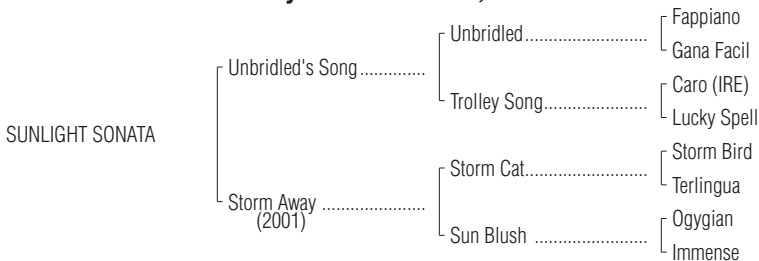 Fappiano
Unbridled..............................
Gana Facil
Unbridled's Song..............
Caro (IRE)
Trolley Song........................
Lucky Spell
SUNLIGHT SONATA
Storm Bird
Storm Cat............................
Terlingua
Storm Away ......................
(2001)
Ogygian
Sun Blush ..........................
Immense